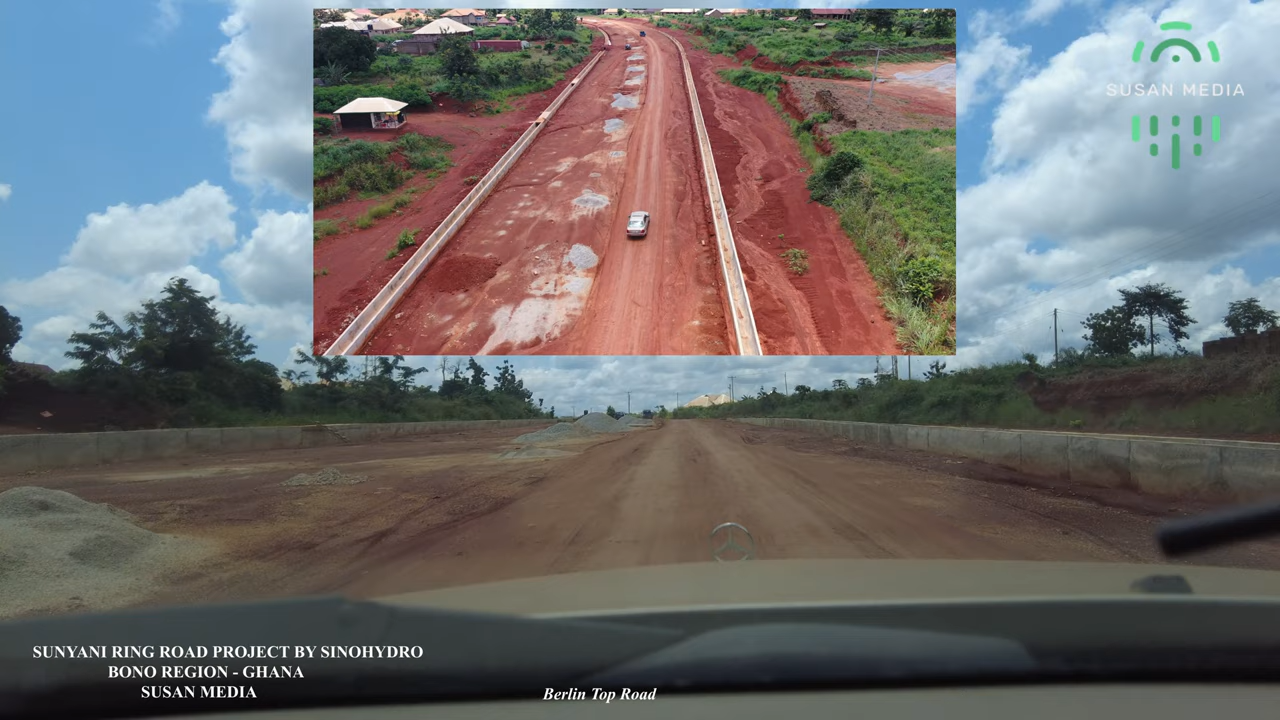 SUSAN MEDIA
SUNYANI RING ROAD PROJECT BY SINOHYDRO
BONO REGION - GHANA
SUSAN MEDIA
Berlin Top Road